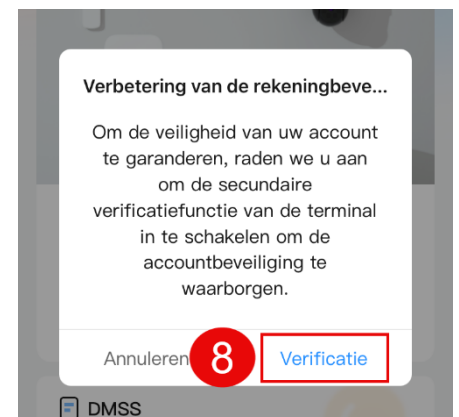 Verbetering van de rekeningbeve...
Om de veiligheid van uw account
te garanderen, raden we u aan
om de secundaire
verificatiefunctie van de terminal
in te schakelen om de
accountbeveiliging te
waarborgen.
Annuleren 8 Verificatie
DMSS